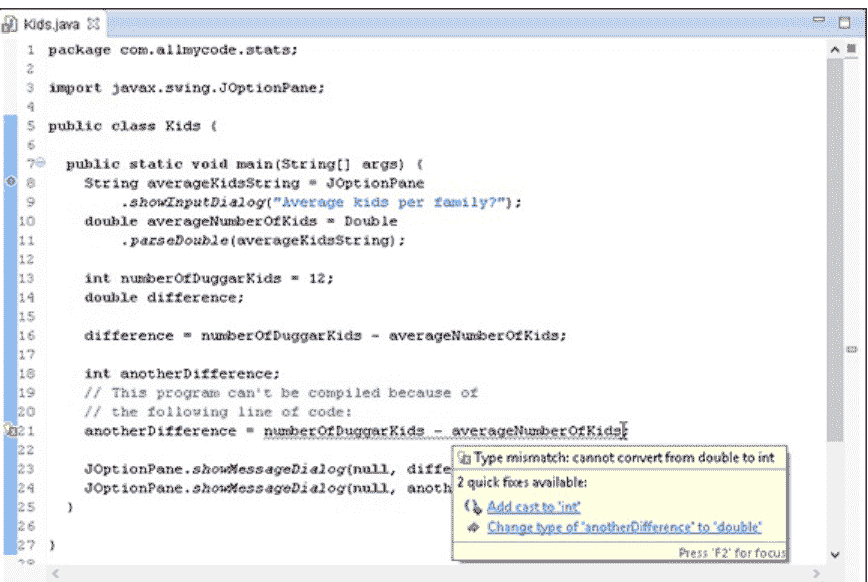 Kids.java
1 package com.allmycode.stats;
2
3 import javax.swing.JOptionPane;
4
5 public class Kids {
6
7 public static void main(String[] args) {
8 String averageKidsString = JOptionPane
9 .showInputDialog("Average kids per family?");
10 double averageNumberOfKids = Double
11 .parseDouble(averageKidsString);
12
13 int numberOfDuggarKids = 12;
14 double difference;
15
16 difference = numberOfDuggarKids - averageNumberOfKids;
17
18 int anotherDifference;
19 // This program can't be compiled because of
20 // the following line of code:
21 anotherDifference = numberOfDuggarKids - averageNumberOfKids;
22
23 JOptionPane.showMessageDialog(null, diffe
24 JOptionPane.showMessageDialog(null, anoth
25 }
26
27 }
Type mismatch: cannot convert from double to int
2 quick fixes available:
Add cast to 'int'
Change type of 'anotherDifference' to 'double'
Press 'F2' for focus